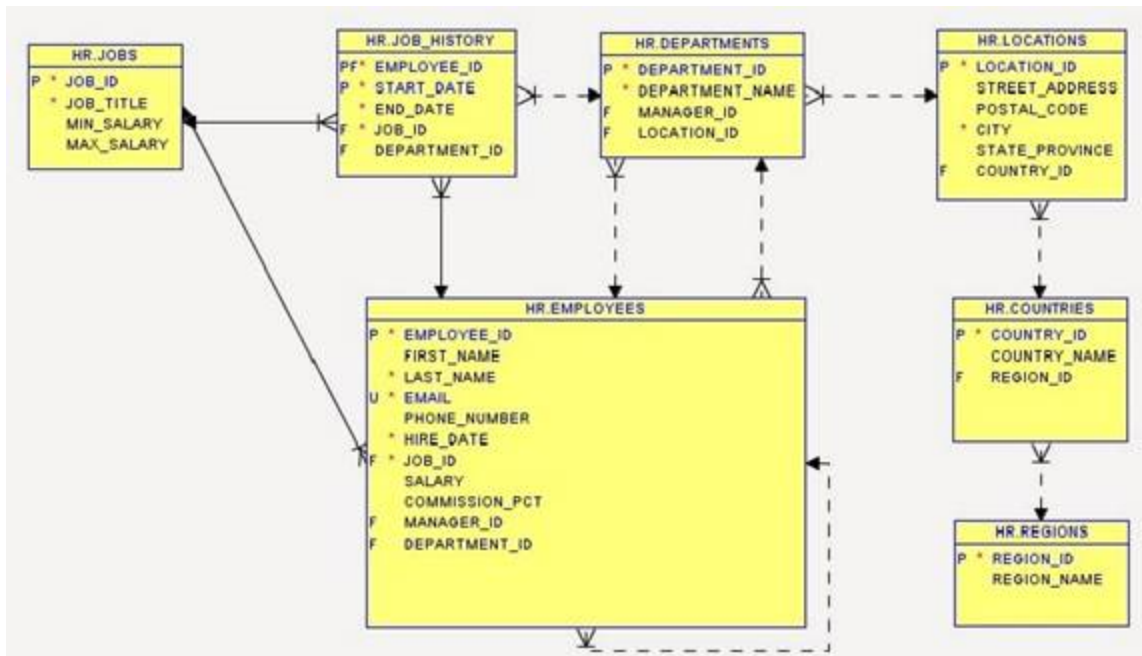 HR.JOBS
P * JOB_ID
* JOB_TITLE
MIN_SALARY
MAX_SALARY
HR.JOB_HISTORY
PF* EMPLOYEE_ID
P * START_DATE
* END_DATE
F * JOB_ID
F DEPARTMENT_ID
HR.DEPARTMENTS
P * DEPARTMENT_ID
* DEPARTMENT_NAME
F MANAGER_ID
F LOCATION_ID
HR.LOCATIONS
P * LOCATION_ID
STREET_ADDRESS
POSTAL_CODE
* CITY
STATE_PROVINCE
F COUNTRY_ID
HR.EMPLOYEES
P * EMPLOYEE_ID
FIRST_NAME
* LAST_NAME
U * EMAIL
PHONE_NUMBER
* HIRE_DATE
F * JOB_ID
SALARY
COMMISSION_PCT
F MANAGER_ID
F DEPARTMENT_ID
HR.COUNTRIES
P * COUNTRY_ID
COUNTRY_NAME
F REGION_ID
HR.REGIONS
P * REGION_ID
REGION_NAME